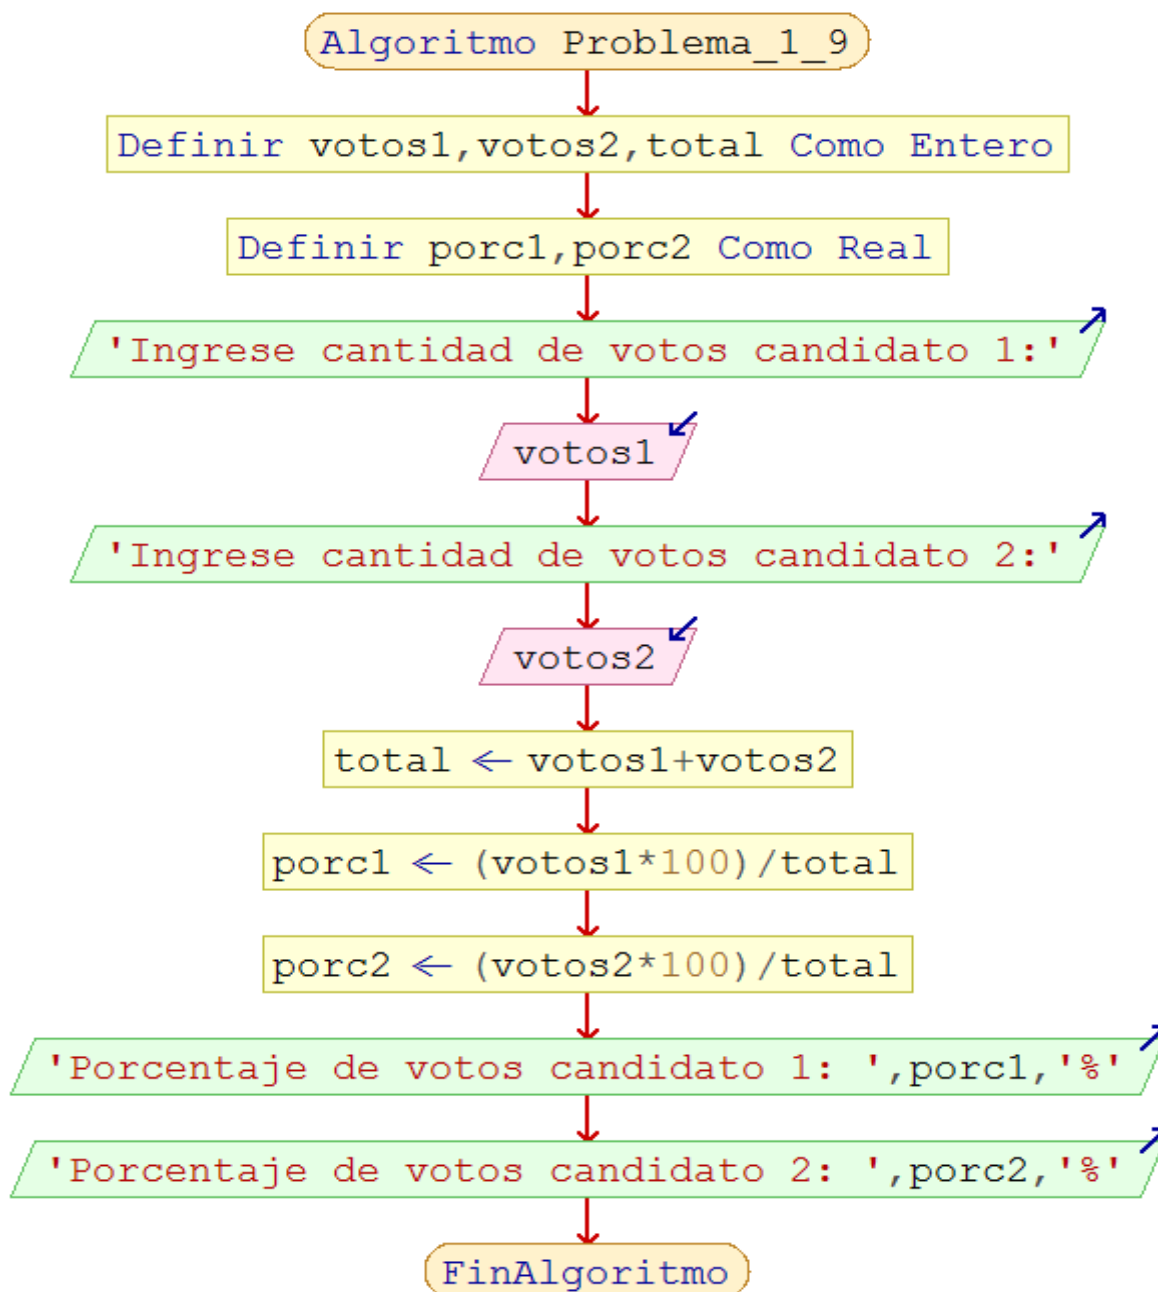 Algoritmo Problema_1_9
Definir votos1,votos2,total Como Entero
Definir porc1,porc2 Como Real
'Ingrese cantidad de votos candidato 1:'
votos1
'Ingrese cantidad de votos candidato 2:'
votos2
total ← votos1+votos2
porc1 ← (votos1*100)/total
porc2 ← (votos2*100)/total
'Porcentaje de votos candidato 1: ',porc1,'%'
'Porcentaje de votos candidato 2: ',porc2,'%'
FinAlgoritmo